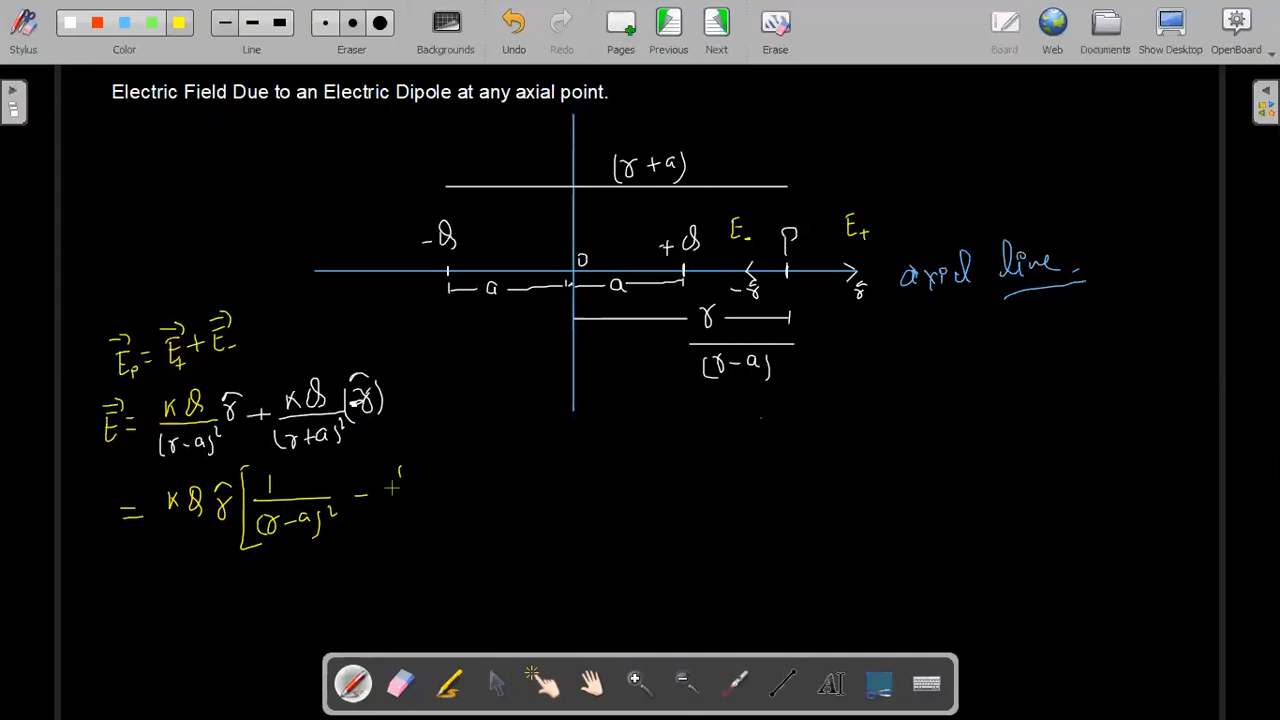 Stylus Color Line Eraser Backgrounds Undo Redo Pages Previous Next Erase Board Web Documents Show Desktop OpenBoard
Electric Field Due to an Electric Dipole at any axial point.
(r + a)
-Q +Q E- P E+
O
axial line
a a -r̂ r̂
r
(r-a)
E⃗p = E⃗+ + E⃗-
E⃗ = KQ/(r-a)² r̂ + KQ/(r+a)² (-r̂)
= KQ r̂ [ 1/(r-a)² -